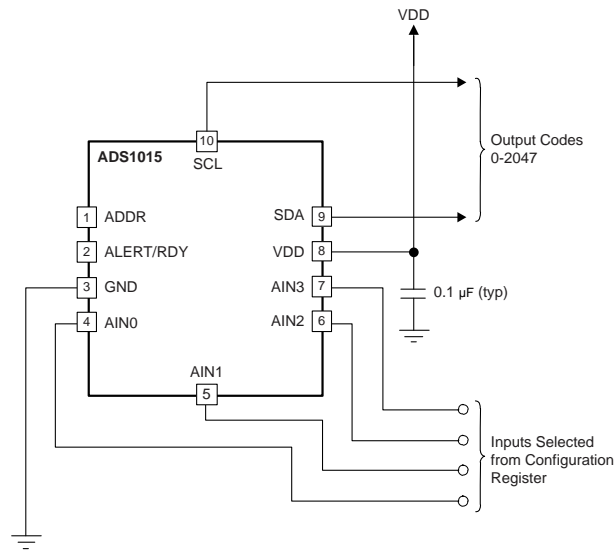 VDD
10
ADS1015
SCL
Output Codes
0-2047
1 ADDR
SDA 9
2 ALERT/RDY
VDD 8
3 GND
AIN3 7
0.1 µF (typ)
4 AIN0
AIN2 6
AIN1
5
Inputs Selected
from Configuration
Register